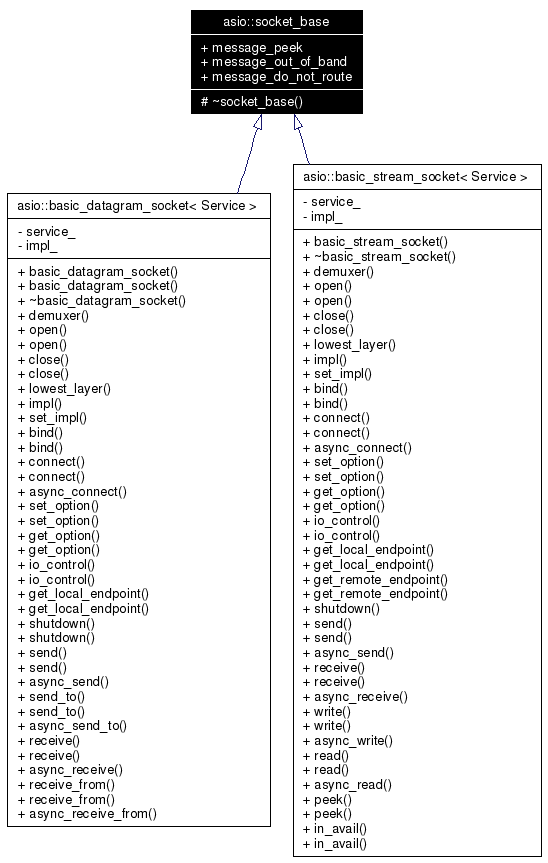 asio::socket_base
+ message_peek
+ message_out_of_band
+ message_do_not_route
# ~socket_base()
asio::basic_datagram_socket< Service >
- service_
- impl_
+ basic_datagram_socket()
+ basic_datagram_socket()
+ ~basic_datagram_socket()
+ demuxer()
+ open()
+ open()
+ close()
+ close()
+ lowest_layer()
+ impl()
+ set_impl()
+ bind()
+ bind()
+ connect()
+ connect()
+ async_connect()
+ set_option()
+ set_option()
+ get_option()
+ get_option()
+ io_control()
+ io_control()
+ get_local_endpoint()
+ get_local_endpoint()
+ shutdown()
+ shutdown()
+ send()
+ send()
+ async_send()
+ send_to()
+ send_to()
+ async_send_to()
+ receive()
+ receive()
+ async_receive()
+ receive_from()
+ receive_from()
+ async_receive_from()
asio::basic_stream_socket< Service >
- service_
- impl_
+ basic_stream_socket()
+ ~basic_stream_socket()
+ demuxer()
+ open()
+ open()
+ close()
+ close()
+ lowest_layer()
+ impl()
+ set_impl()
+ bind()
+ bind()
+ connect()
+ connect()
+ async_connect()
+ set_option()
+ set_option()
+ get_option()
+ get_option()
+ io_control()
+ io_control()
+ get_local_endpoint()
+ get_local_endpoint()
+ get_remote_endpoint()
+ get_remote_endpoint()
+ shutdown()
+ send()
+ send()
+ async_send()
+ receive()
+ receive()
+ async_receive()
+ write()
+ write()
+ async_write()
+ read()
+ read()
+ async_read()
+ peek()
+ peek()
+ in_avail()
+ in_avail()